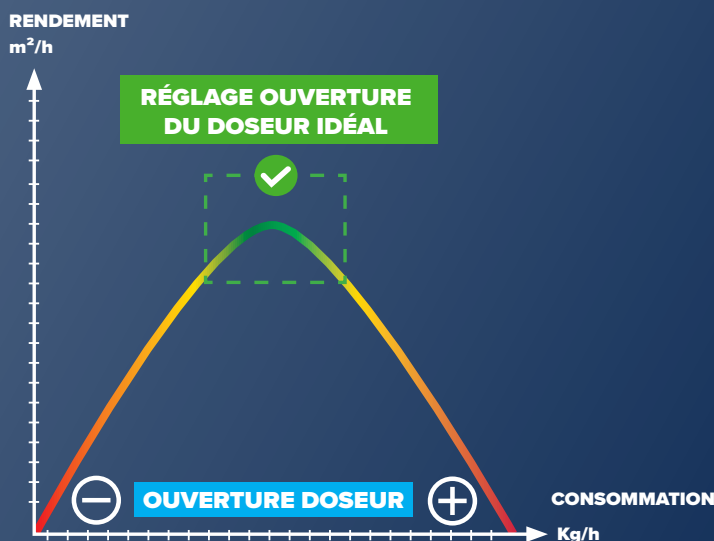 RENDEMENT
m²/h
RÉGLAGE OUVERTURE
DU DOSEUR IDÉAL
OUVERTURE DOSEUR
CONSOMMATION
Kg/h